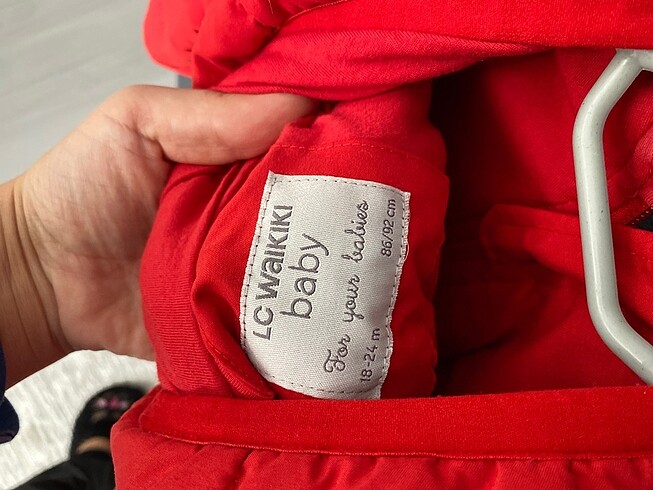 LC WAIKIKI
baby
For your babies
18-24 m 86/92 cm